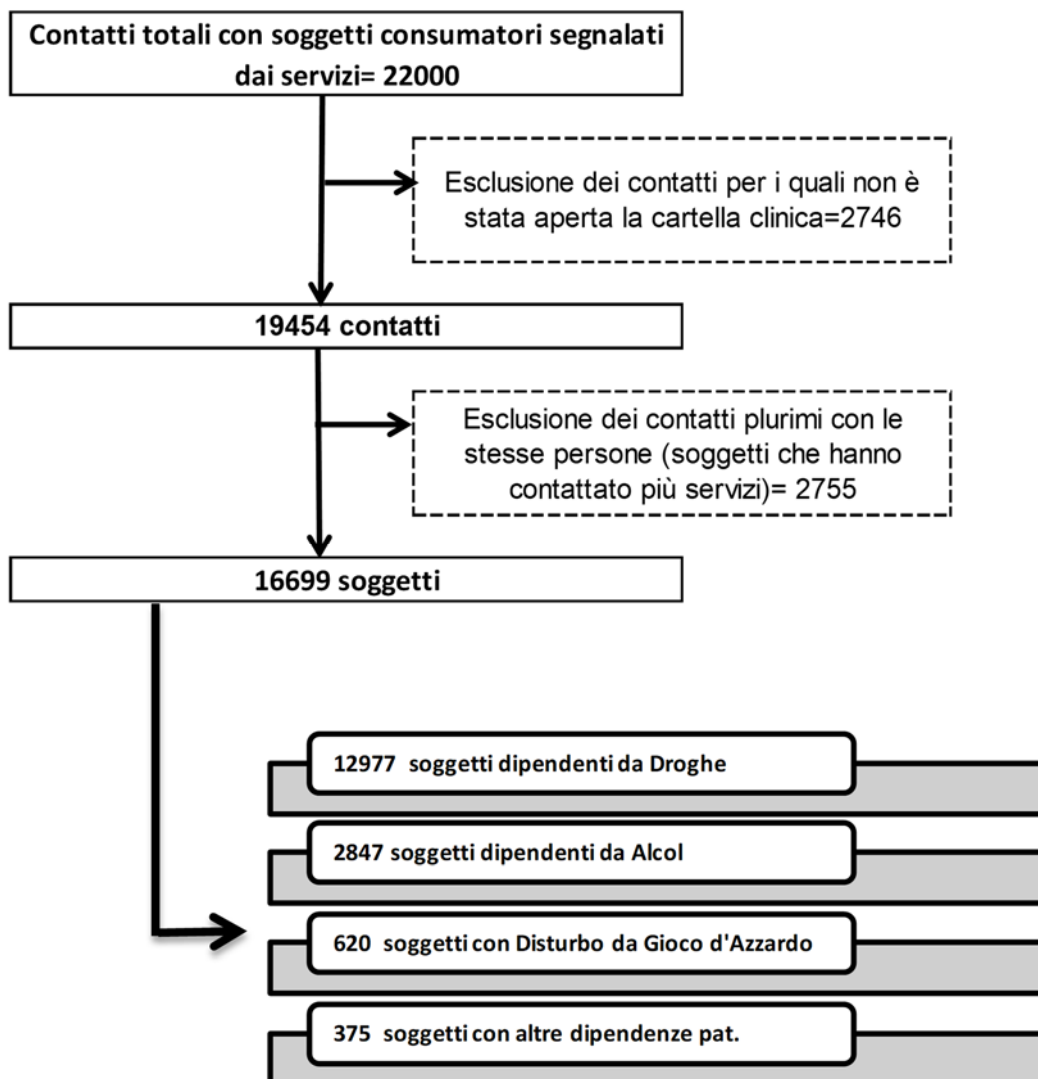 Contatti totali con soggetti consumatori segnalati
dai servizi= 22000
Esclusione dei contatti per i quali non è
stata aperta la cartella clinica=2746
19454 contatti
Esclusione dei contatti plurimi con le
stesse persone (soggetti che hanno
contattato più servizi)= 2755
16699 soggetti
12977 soggetti dipendenti da Droghe
2847 soggetti dipendenti da Alcol
620 soggetti con Disturbo da Gioco d'Azzardo
375 soggetti con altre dipendenze pat.